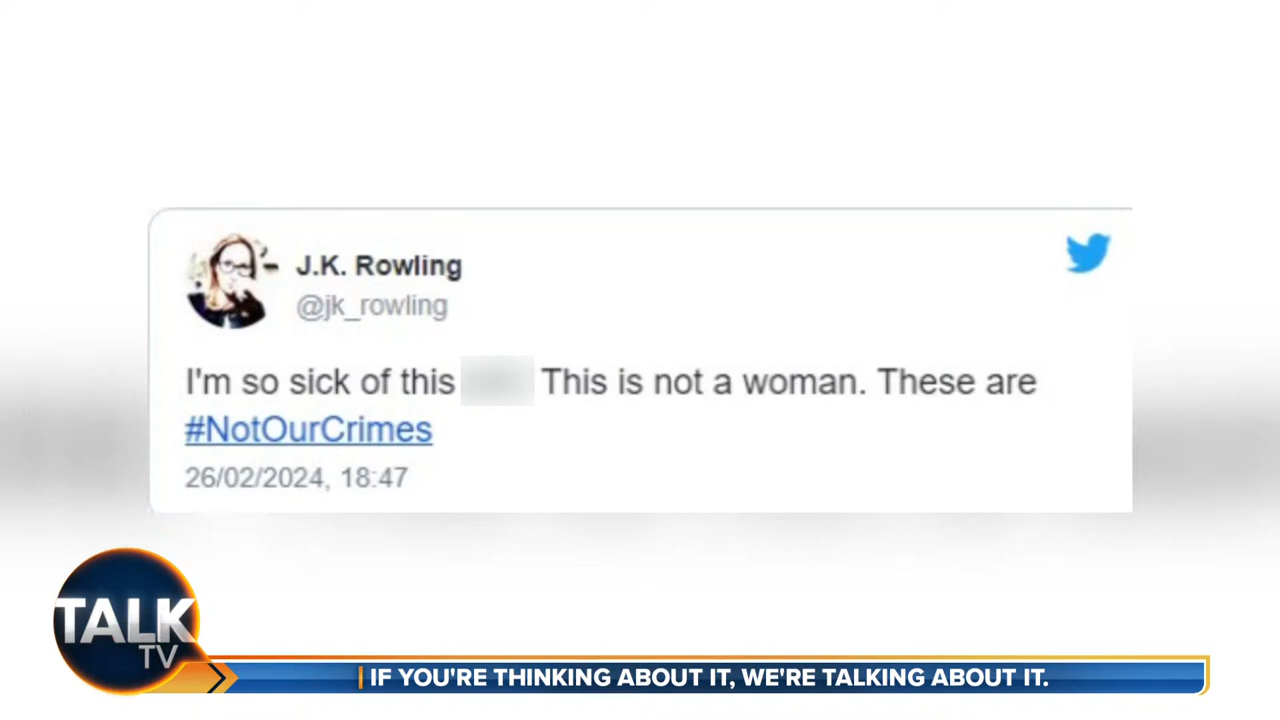 J.K. Rowling
@jk_rowling
I'm so sick of this This is not a woman. These are
#NotOurCrimes
26/02/2024, 18:47
TALK
TV
IF YOU'RE THINKING ABOUT IT, WE'RE TALKING ABOUT IT.